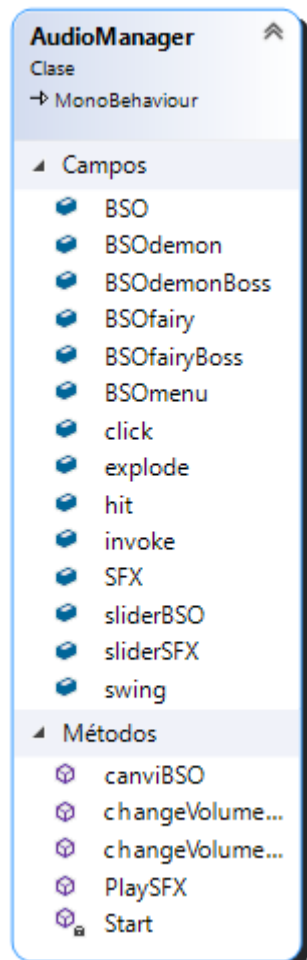 AudioManager
Clase
MonoBehaviour
Campos
BSO
BSOdemon
BSOdemonBoss
BSOfairy
BSOfairyBoss
BSOmenu
click
explode
hit
invoke
SFX
sliderBSO
sliderSFX
swing
Métodos
canviBSO
changeVolume...
changeVolume...
PlaySFX
Start